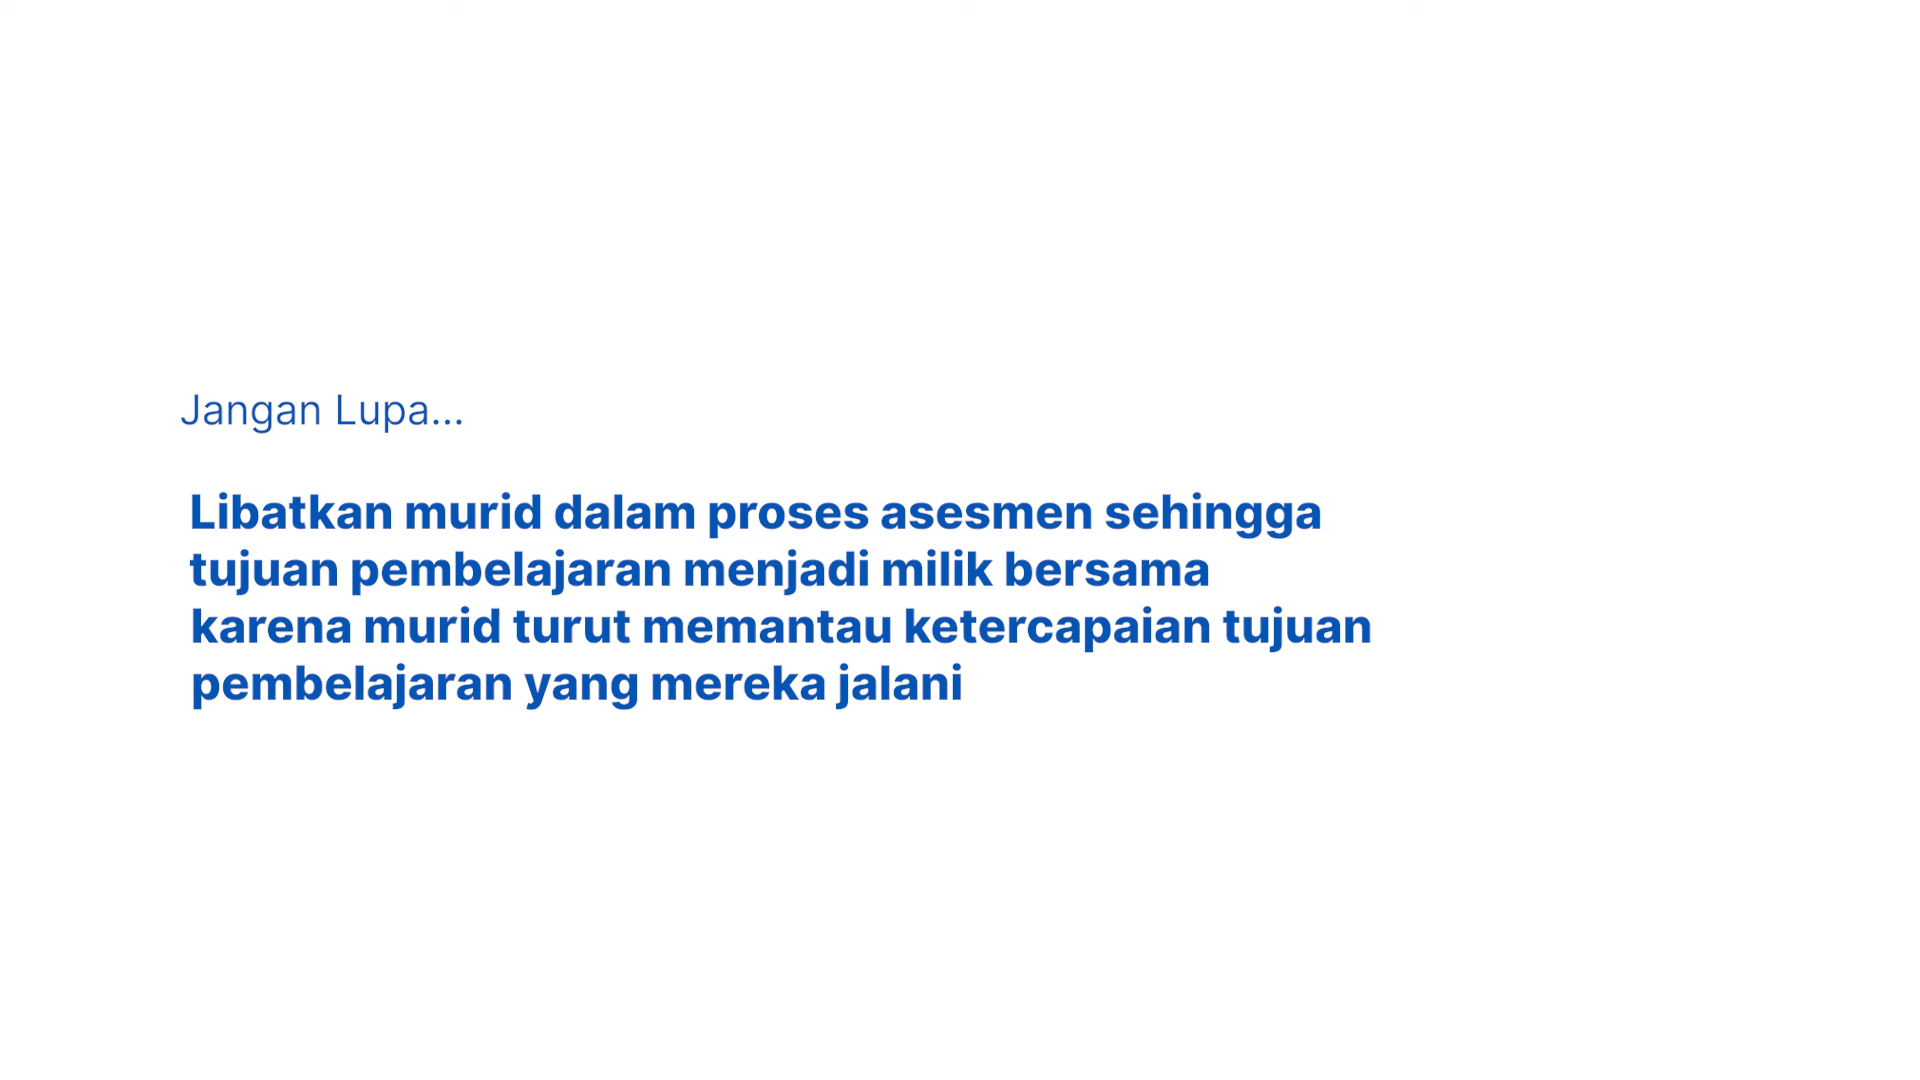 Jangan Lupa...
Libatkan murid dalam proses asesmen sehingga
tujuan pembelajaran menjadi milik bersama
karena murid turut memantau ketercapaian tujuan
pembelajaran yang mereka jalani